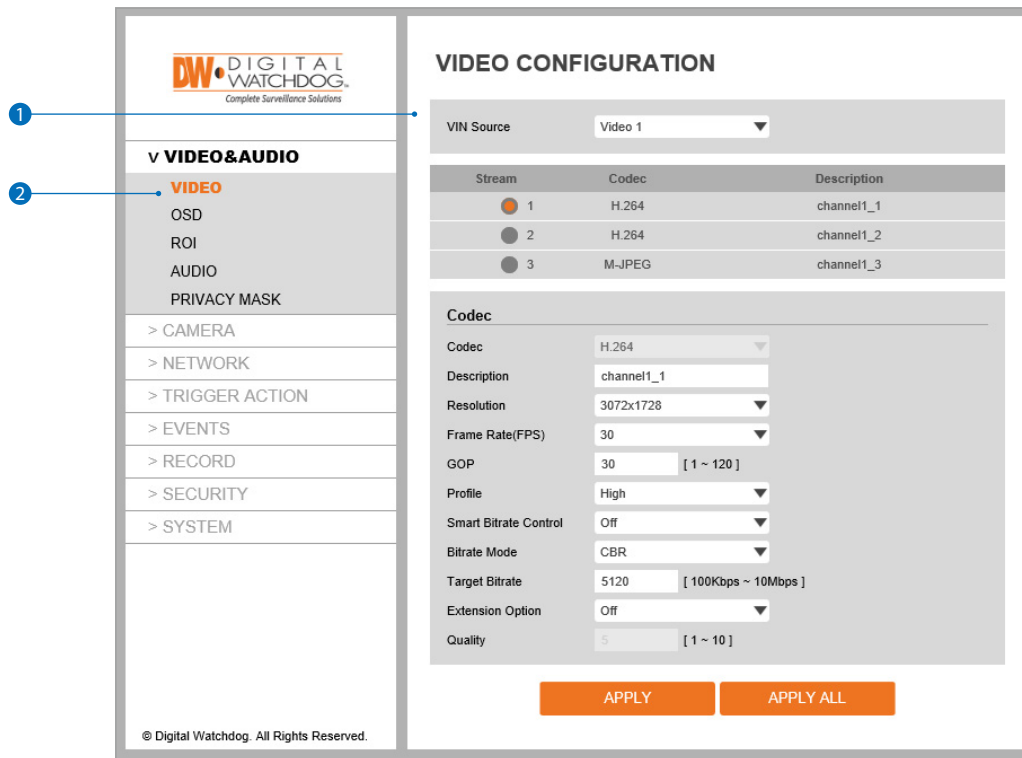 1
2
DW DIGITAL
WATCHDOG™
Complete Surveillance Solutions
v VIDEO&AUDIO
VIDEO
OSD
ROI
AUDIO
PRIVACY MASK
> CAMERA
> NETWORK
> TRIGGER ACTION
> EVENTS
> RECORD
> SECURITY
> SYSTEM
© Digital Watchdog. All Rights Reserved.
VIDEO CONFIGURATION
VIN Source Video 1
Stream Codec Description
1 H.264 channel1_1
2 H.264 channel1_2
3 M-JPEG channel1_3
Codec
Codec H.264
Description channel1_1
Resolution 3072x1728
Frame Rate(FPS) 30
GOP 30 [ 1 ~ 120 ]
Profile High
Smart Bitrate Control Off
Bitrate Mode CBR
Target Bitrate 5120 [ 100Kbps ~ 10Mbps ]
Extension Option Off
Quality 5 [ 1 ~ 10 ]
APPLY APPLY ALL